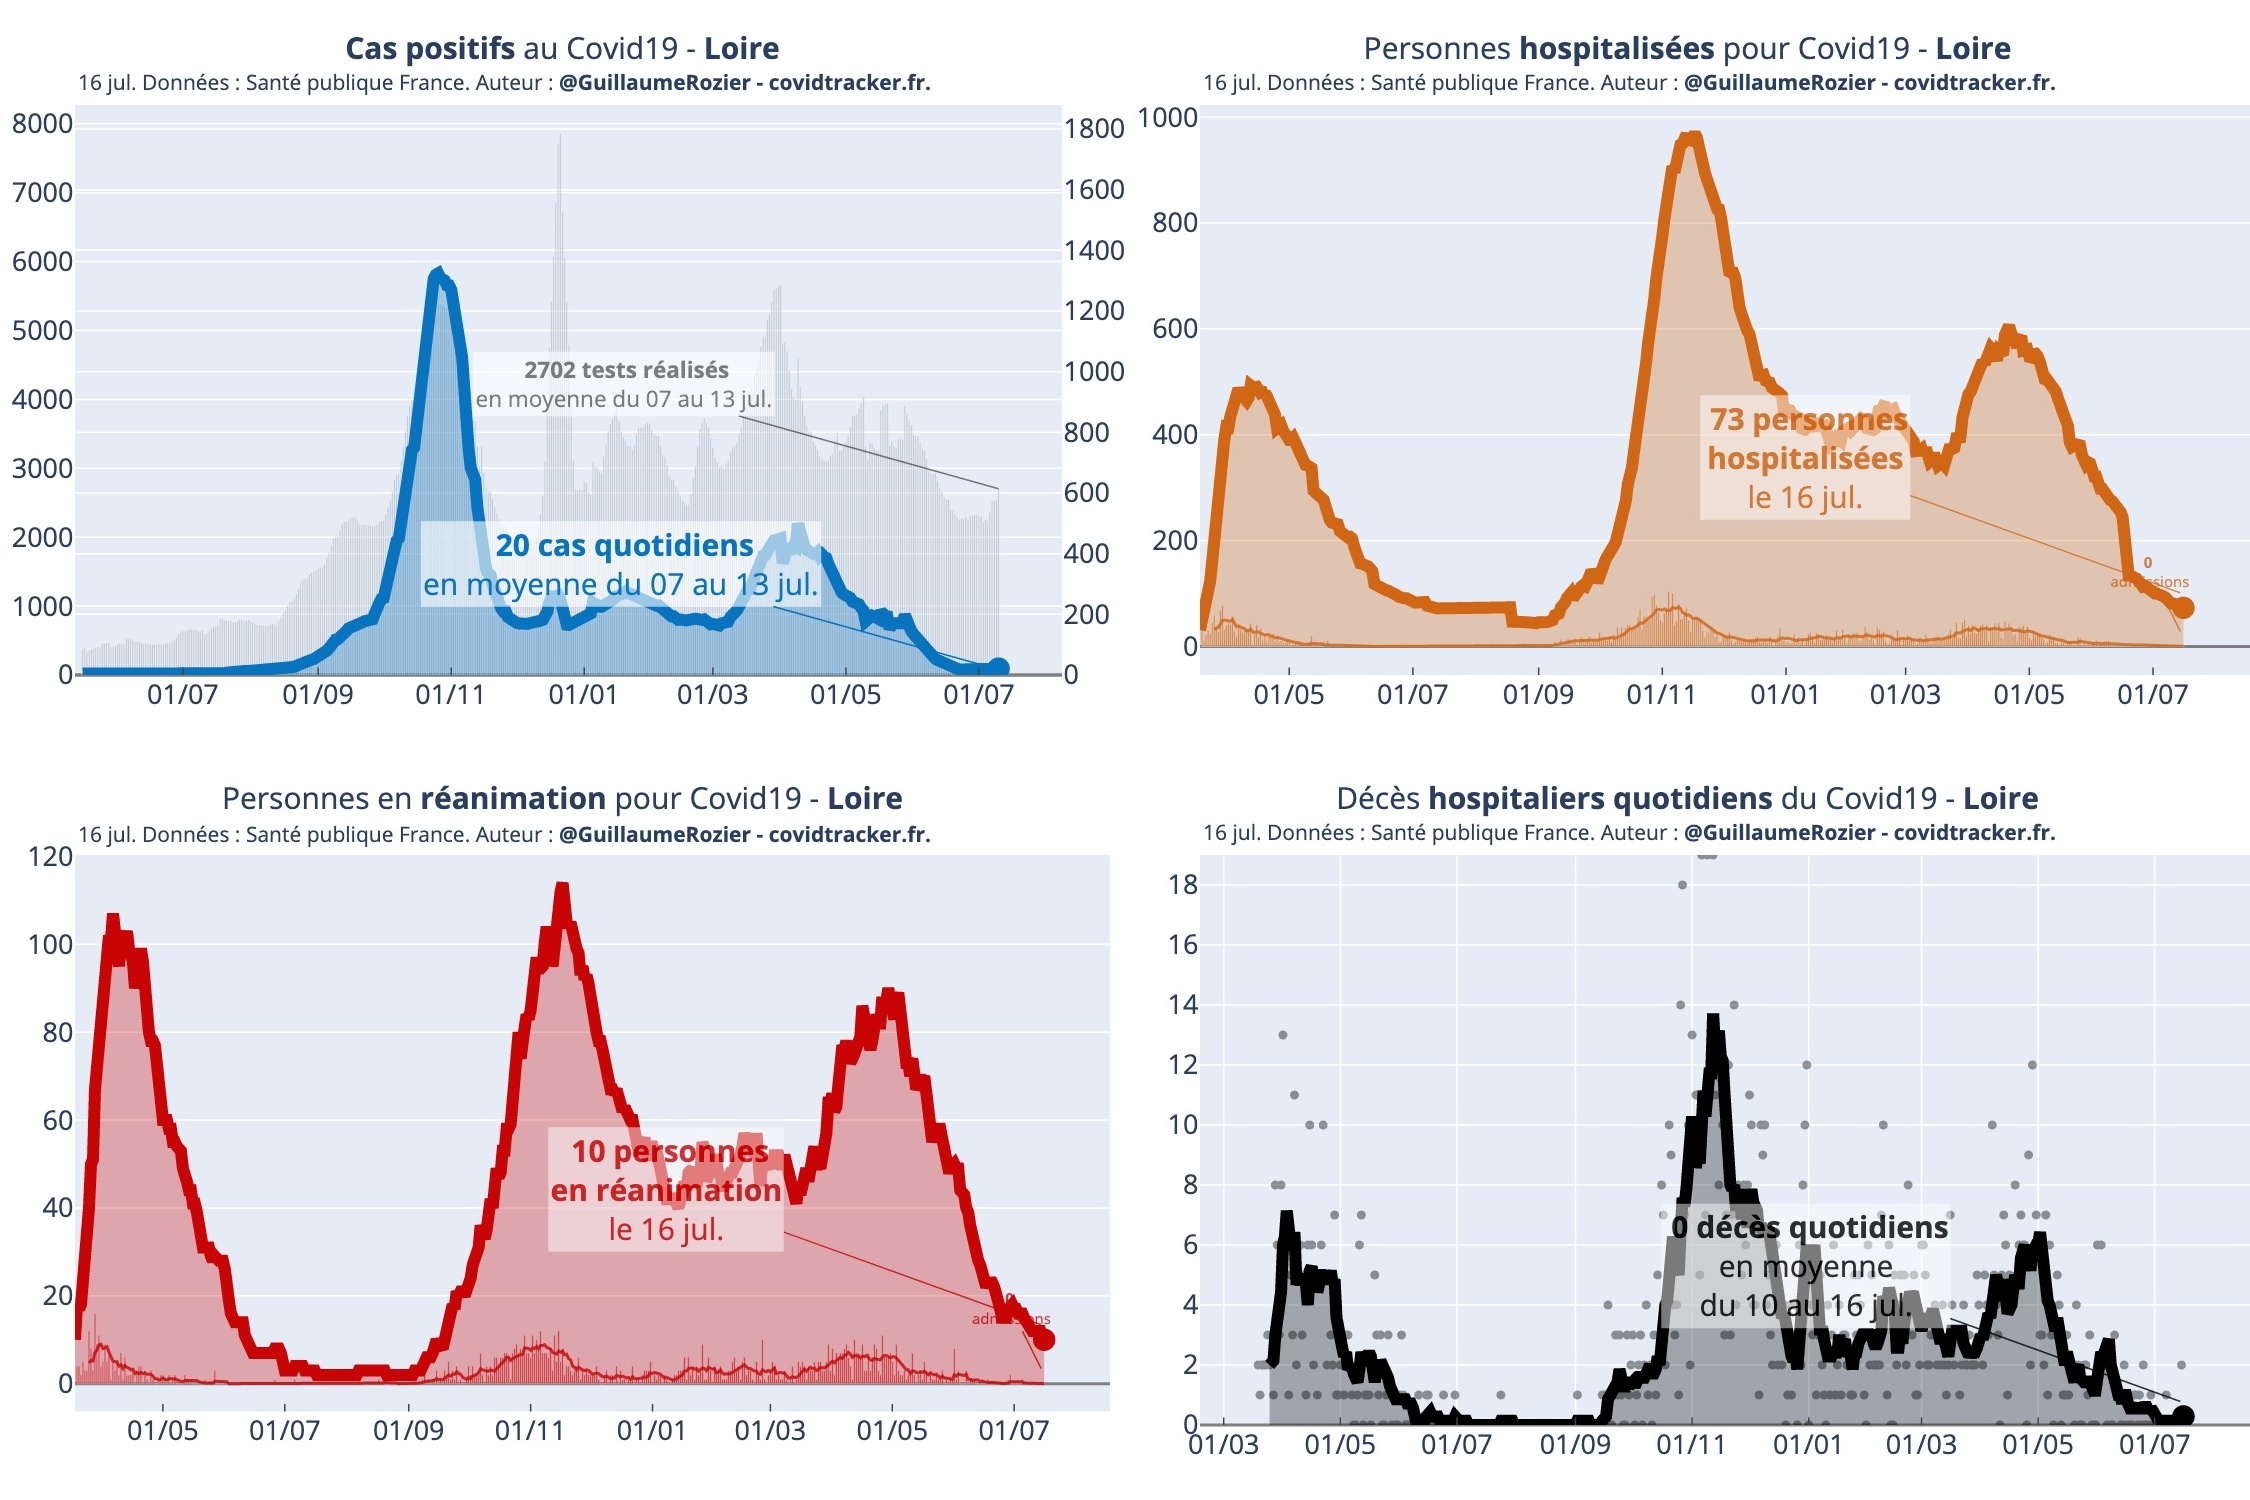 Cas positifs au Covid19 - Loire
16 jul. Données : Santé publique France. Auteur : @GuillaumeRozier - covidtracker.fr.
8000
7000
6000
5000
4000
3000
2000
1000
0
1800
1600
1400
1200
1000
800
600
400
200
0
2702 tests réalisés
en moyenne du 07 au 13 jul.
20 cas quotidiens
en moyenne du 07 au 13 jul.
01/07 01/09 01/11 01/01 01/03 01/05 01/07
Personnes hospitalisées pour Covid19 - Loire
16 jul. Données : Santé publique France. Auteur : @GuillaumeRozier - covidtracker.fr.
1000
800
600
400
200
0
73 personnes
hospitalisées
le 16 jul.
0
admissions
01/05 01/07 01/09 01/11 01/01 01/03 01/05 01/07
Personnes en réanimation pour Covid19 - Loire
16 jul. Données : Santé publique France. Auteur : @GuillaumeRozier - covidtracker.fr.
120
100
80
60
40
20
0
10 personnes
en réanimation
le 16 jul.
0
admissions
01/05 01/07 01/09 01/11 01/01 01/03 01/05 01/07
Décès hospitaliers quotidiens du Covid19 - Loire
16 jul. Données : Santé publique France. Auteur : @GuillaumeRozier - covidtracker.fr.
18
16
14
12
10
8
6
4
2
0
0 décès quotidiens
en moyenne
du 10 au 16 jul.
01/03 01/05 01/07 01/09 01/11 01/01 01/03 01/05 01/07